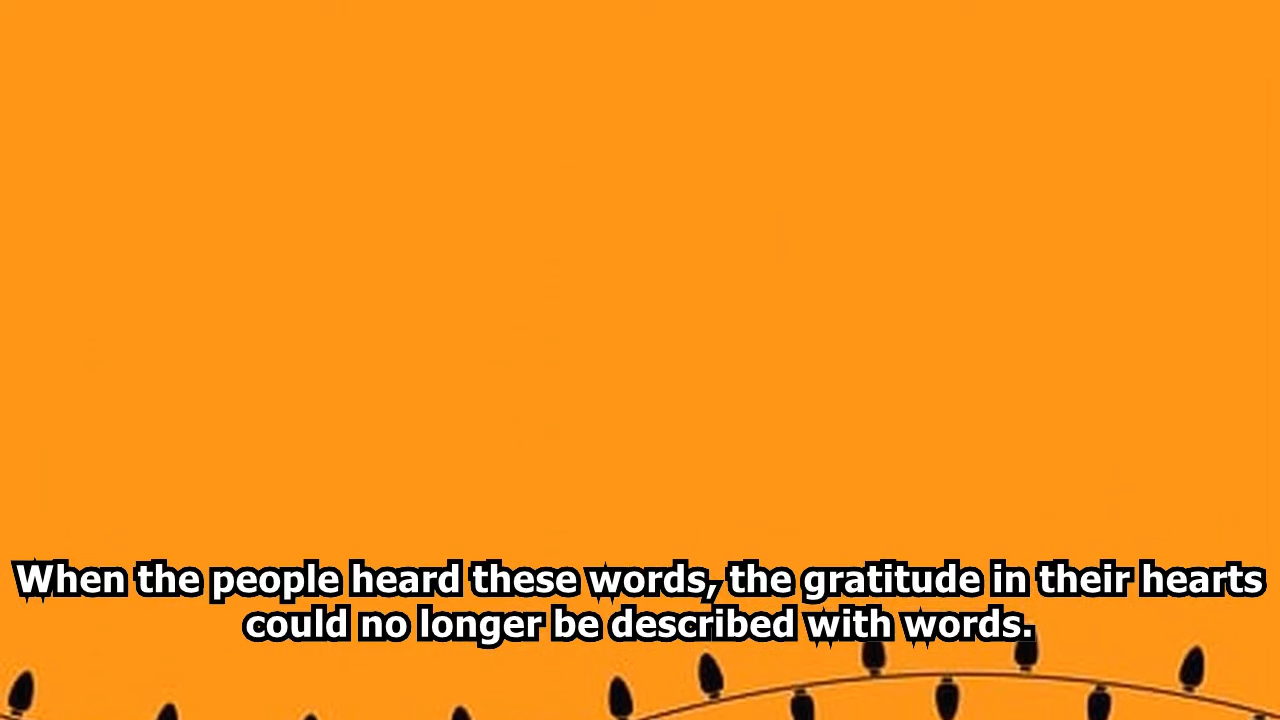 When the people heard these words, the gratitude in their hearts
could no longer be described with words.